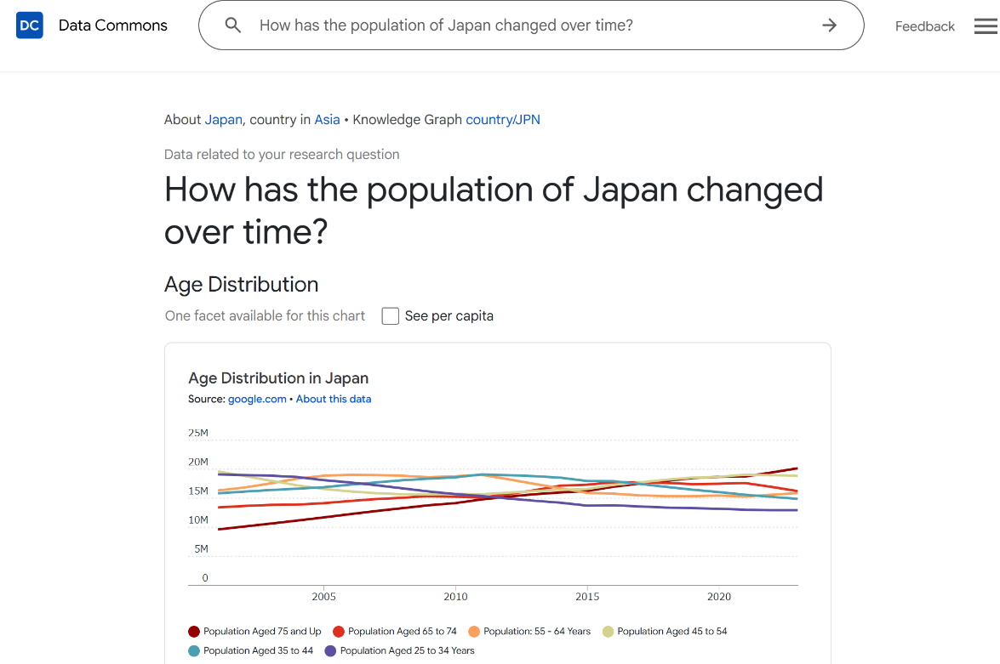 DC Data Commons How has the population of Japan changed over time? Feedback
About Japan, country in Asia • Knowledge Graph country/JPN
Data related to your research question
How has the population of Japan changed
over time?
Age Distribution
One facet available for this chart See per capita
Age Distribution in Japan
Source: google.com • About this data
25M
20M
15M
10M
5M
0
2005 2010 2015 2020
Population Aged 75 and Up Population Aged 65 to 74 Population: 55 - 64 Years Population Aged 45 to 54
Population Aged 35 to 44 Population Aged 25 to 34 Years